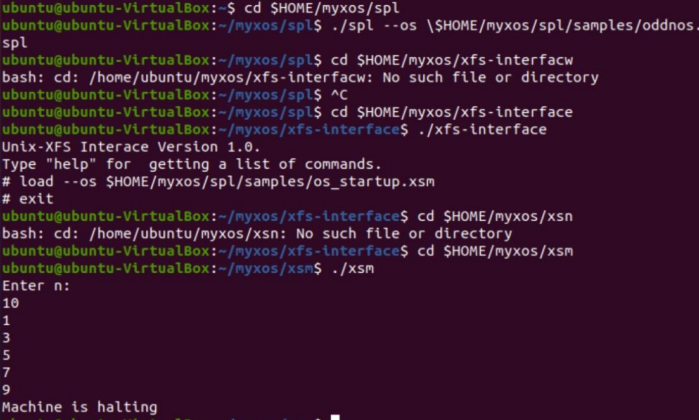 ubuntu@ubuntu-VirtualBox:~$ cd $HOME/myxos/spl
ubuntu@ubuntu-VirtualBox:~/myxos/spl$ ./spl --os \$HOME/myxos/spl/samples/oddnos.
spl
ubuntu@ubuntu-VirtualBox:~/myxos/spl$ cd $HOME/myxos/xfs-interfacw
bash: cd: /home/ubuntu/myxos/xfs-interfacw: No such file or directory
ubuntu@ubuntu-VirtualBox:~/myxos/spl$ ^C
ubuntu@ubuntu-VirtualBox:~/myxos/spl$ cd $HOME/myxos/xfs-interface
ubuntu@ubuntu-VirtualBox:~/myxos/xfs-interface$ ./xfs-interface
Unix-XFS Interace Version 1.0.
Type "help" for  getting a list of commands.
# load --os $HOME/myxos/spl/samples/os_startup.xsm
# exit
ubuntu@ubuntu-VirtualBox:~/myxos/xfs-interface$ cd $HOME/myxos/xsn
bash: cd: /home/ubuntu/myxos/xsn: No such file or directory
ubuntu@ubuntu-VirtualBox:~/myxos/xfs-interface$ cd $HOME/myxos/xsm
ubuntu@ubuntu-VirtualBox:~/myxos/xsm$ ./xsm
Enter n:
10
1
3
5
7
9
Machine is halting